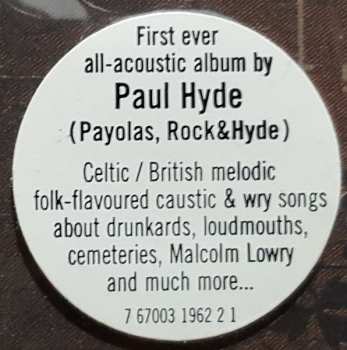 First ever
all-acoustic album by
Paul Hyde
(Payolas, Rock&Hyde)
Celtic / British melodic
folk-flavoured caustic & wry songs
about drunkards, loudmouths,
cemeteries, Malcolm Lowry
and much more...
7 67003 1962 2 1